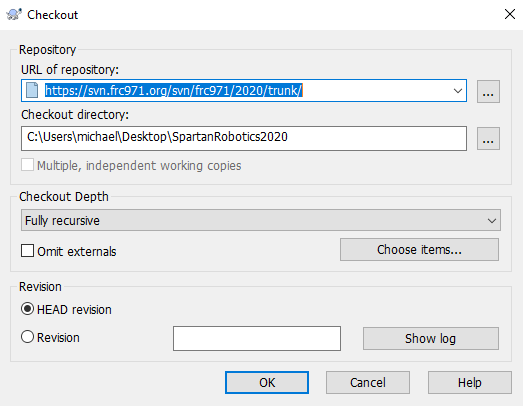 Checkout
Repository
URL of repository:
https://svn.frc971.org/svn/frc971/2020/trunk/
...
Checkout directory:
C:\Users\michael\Desktop\SpartanRobotics2020
...
Multiple, independent working copies
Checkout Depth
Fully recursive
Omit externals
Choose items...
Revision
HEAD revision
Revision
Show log
OK
Cancel
Help